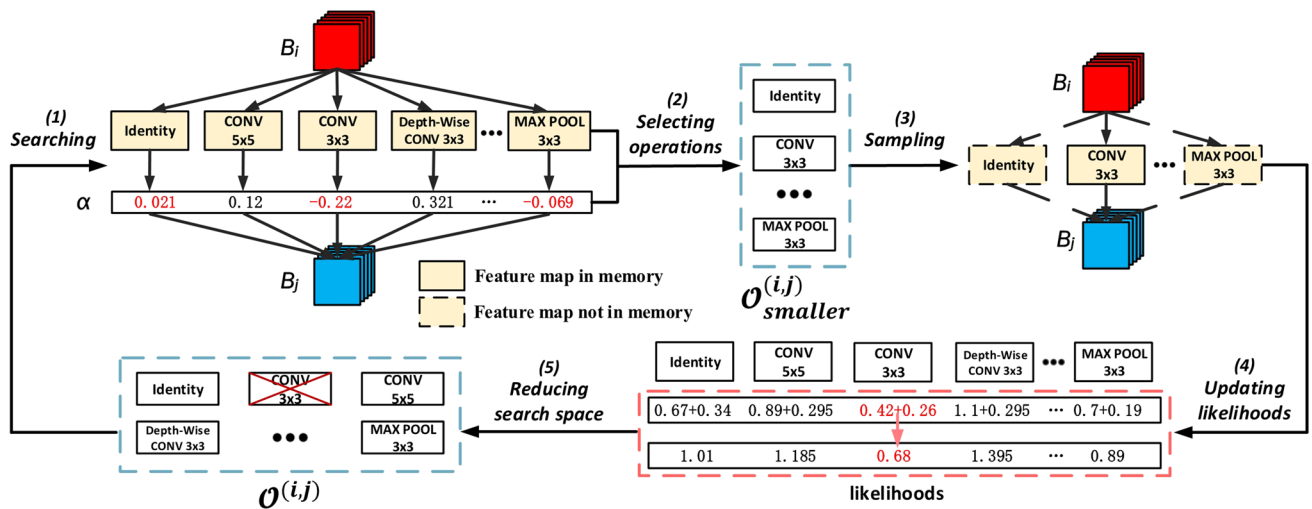 B_i
(1)
Searching
Identity
CONV
5x5
CONV
3x3
Depth-Wise
CONV 3x3
•••
MAX POOL
3x3
α
0.021
0.12
−0.22
0.321
···
−0.069
B_j
Feature map in memory
Feature map not in memory
(2)
Selecting
operations
Identity
CONV
3x3
•••
MAX POOL
3x3
𝒪^{(i,j)}_{smaller}
(3)
Sampling
B_i
Identity
CONV
3x3
•••
MAX POOL
3x3
B_j
(4)
Updating
likelihoods
Identity
CONV
5x5
CONV
3x3
Depth-Wise
CONV 3x3
•••
MAX POOL
3x3
0.67+0.34
0.89+0.295
0.42+0.26
1.1+0.295
···
0.7+0.19
1.01
1.185
0.68
1.395
···
0.89
likelihoods
(5)
Reducing
search space
Identity
CONV
3x3
CONV
5x5
Depth-Wise
CONV 3x3
•••
MAX POOL
3x3
𝒪^{(i,j)}